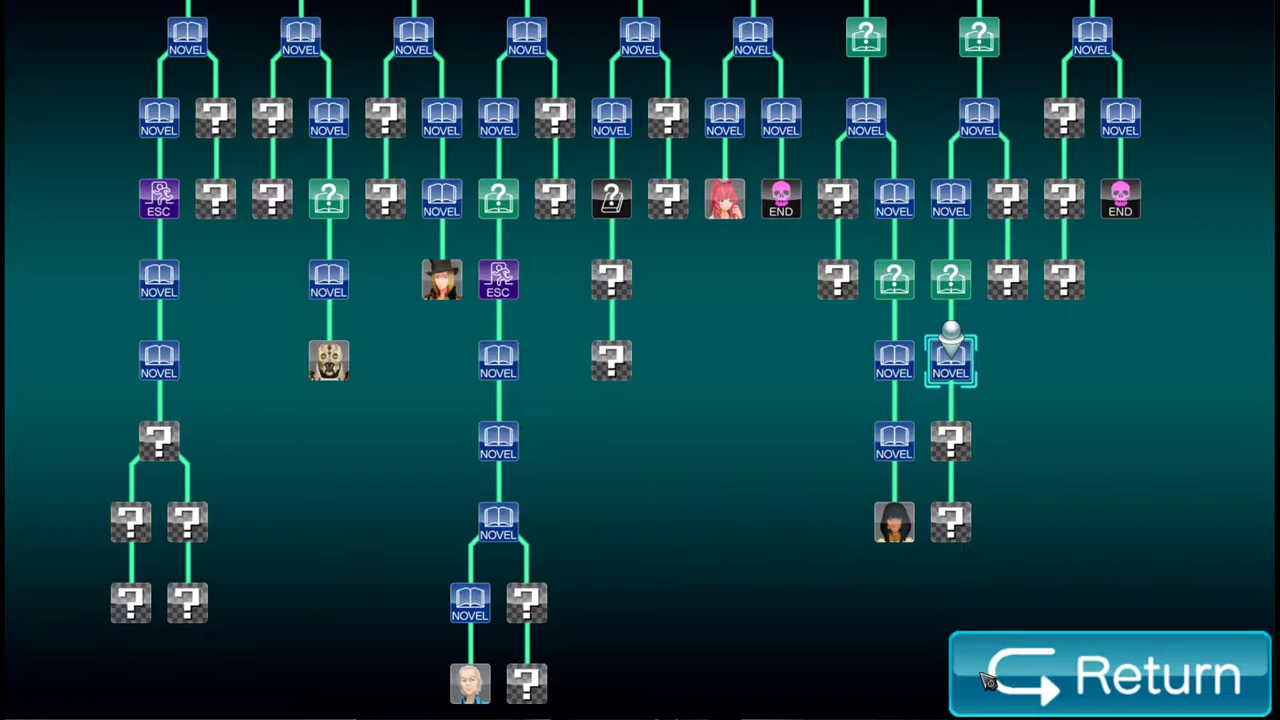 NOVEL NOVEL NOVEL NOVEL NOVEL NOVEL ? ? NOVEL
NOVEL ? ? NOVEL ? NOVEL NOVEL ? NOVEL ? NOVEL NOVEL NOVEL NOVEL ? NOVEL
ESC ? ? ? ? NOVEL ? ? ? ? END ? NOVEL NOVEL ? ? END
NOVEL NOVEL ESC ? ? ? ? ? ?
NOVEL NOVEL ? NOVEL NOVEL
? NOVEL NOVEL ?
? ? NOVEL ?
? ? NOVEL ?
?
Return